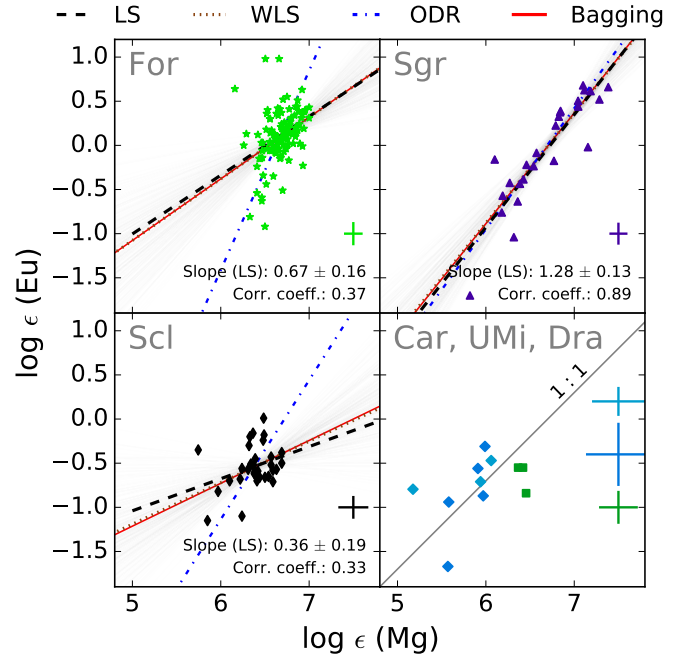 LS WLS ODR Bagging
For
Slope (LS): 0.67 ± 0.16
Corr. coeff.: 0.37
Sgr
Slope (LS): 1.28 ± 0.13
Corr. coeff.: 0.89
1.0
0.5
0.0
−0.5
−1.0
−1.5
Scl
Slope (LS): 0.36 ± 0.19
Corr. coeff.: 0.33
Car, UMi, Dra
1 : 1
1.0
0.5
0.0
−0.5
−1.0
−1.5
5 6 7 5 6 7
log ϵ (Eu)
log ϵ (Mg)